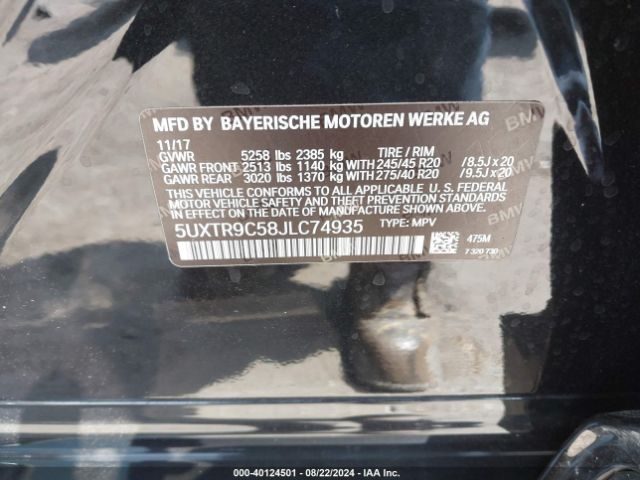 MFD BY BAYERISCHE MOTOREN WERKE AG
11/17
GVWR 5258 lbs 2385 kg TIRE / RIM
GAWR FRONT 2513 lbs 1140 kg WITH 245/45 R20 /8.5J x 20
GAWR REAR 3020 lbs 1370 kg WITH 275/40 R20 /9.5J x 20
THIS VEHICLE CONFORMS TO ALL APPLICABLE U. S. FEDERAL
MOTOR VEHICLE SAFETY, BUMPER, AND THEFT PREVENTION
STANDARDS IN EFFECT ON THE DATE OF MANUFACTURE SHOWN ABOVE.
5UXTR9C58JLC74935 TYPE: MPV
475M
7 320 730
000-40124501 - 08/22/2024 - IAA Inc.